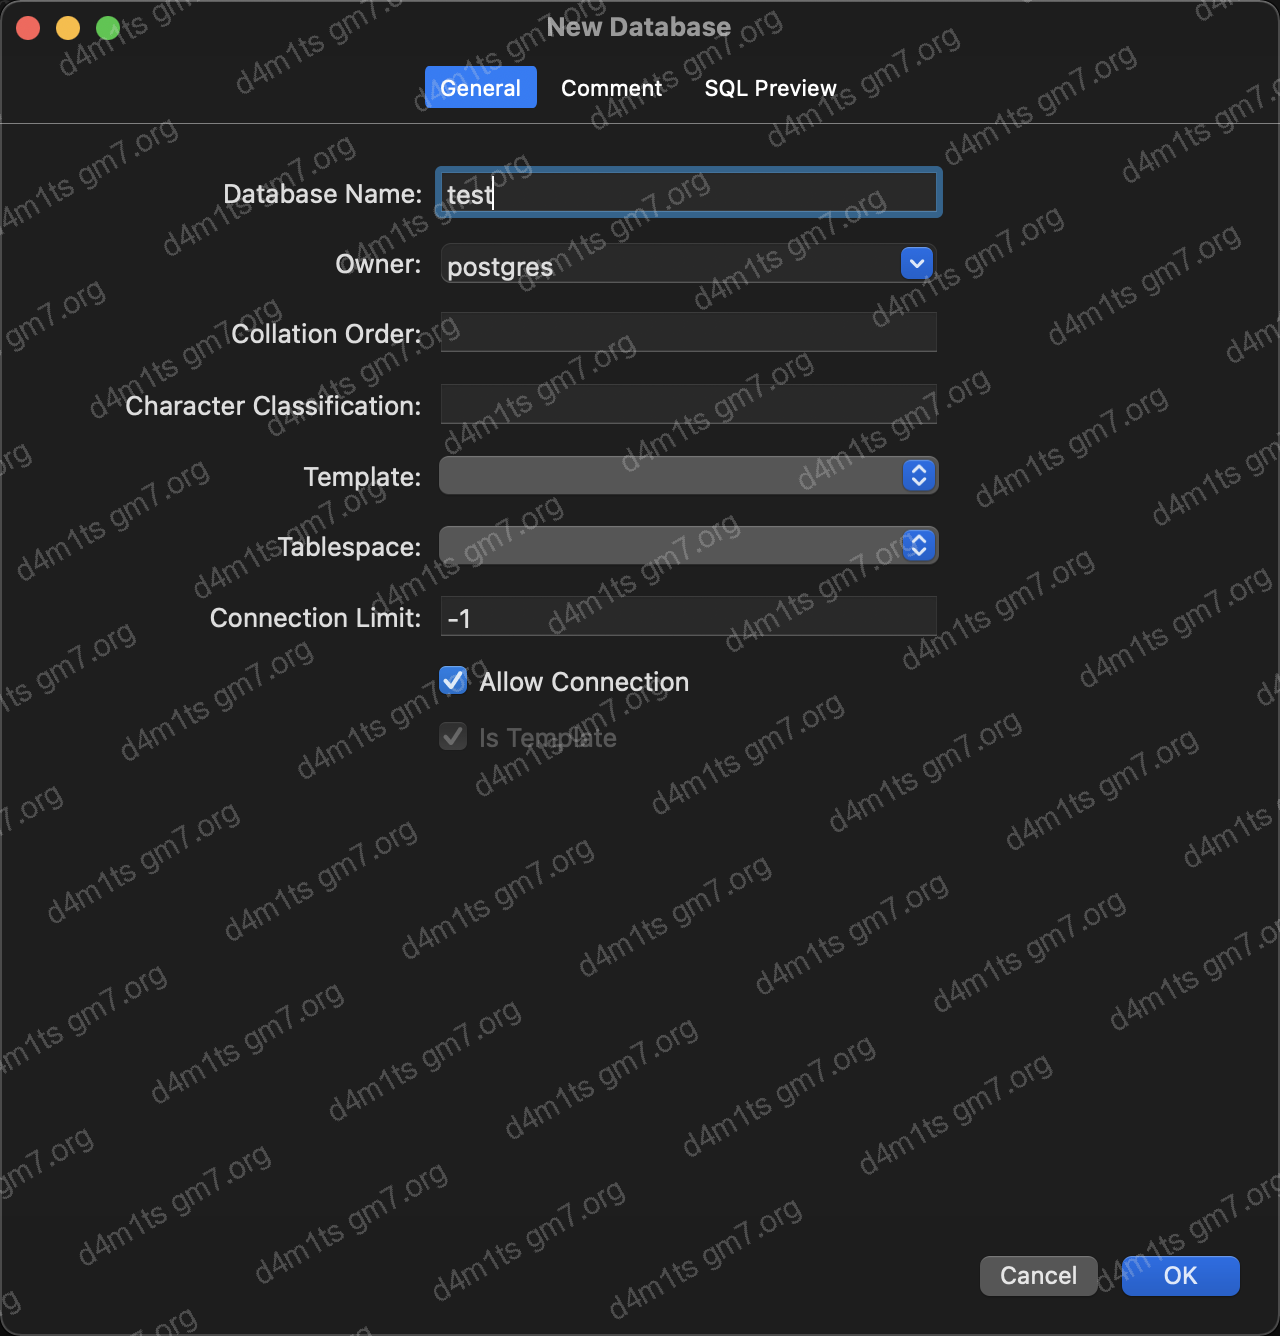 New Database
General Comment SQL Preview
Database Name: test
Owner: postgres
Collation Order:
Character Classification:
Template:
Tablespace:
Connection Limit: -1
Allow Connection
Is Template
Cancel OK
d4m1ts gm7.org